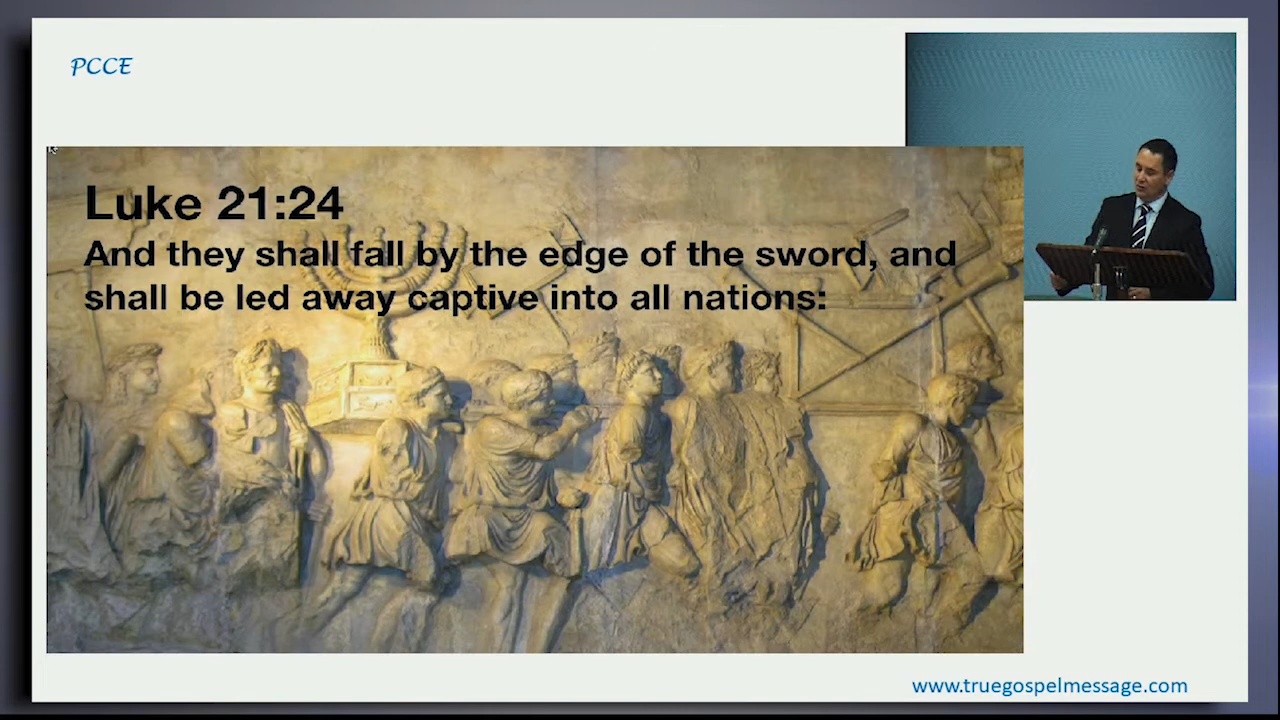 PCCE
Luke 21:24
And they shall fall by the edge of the sword, and
shall be led away captive into all nations:
www.truegospelmessage.com